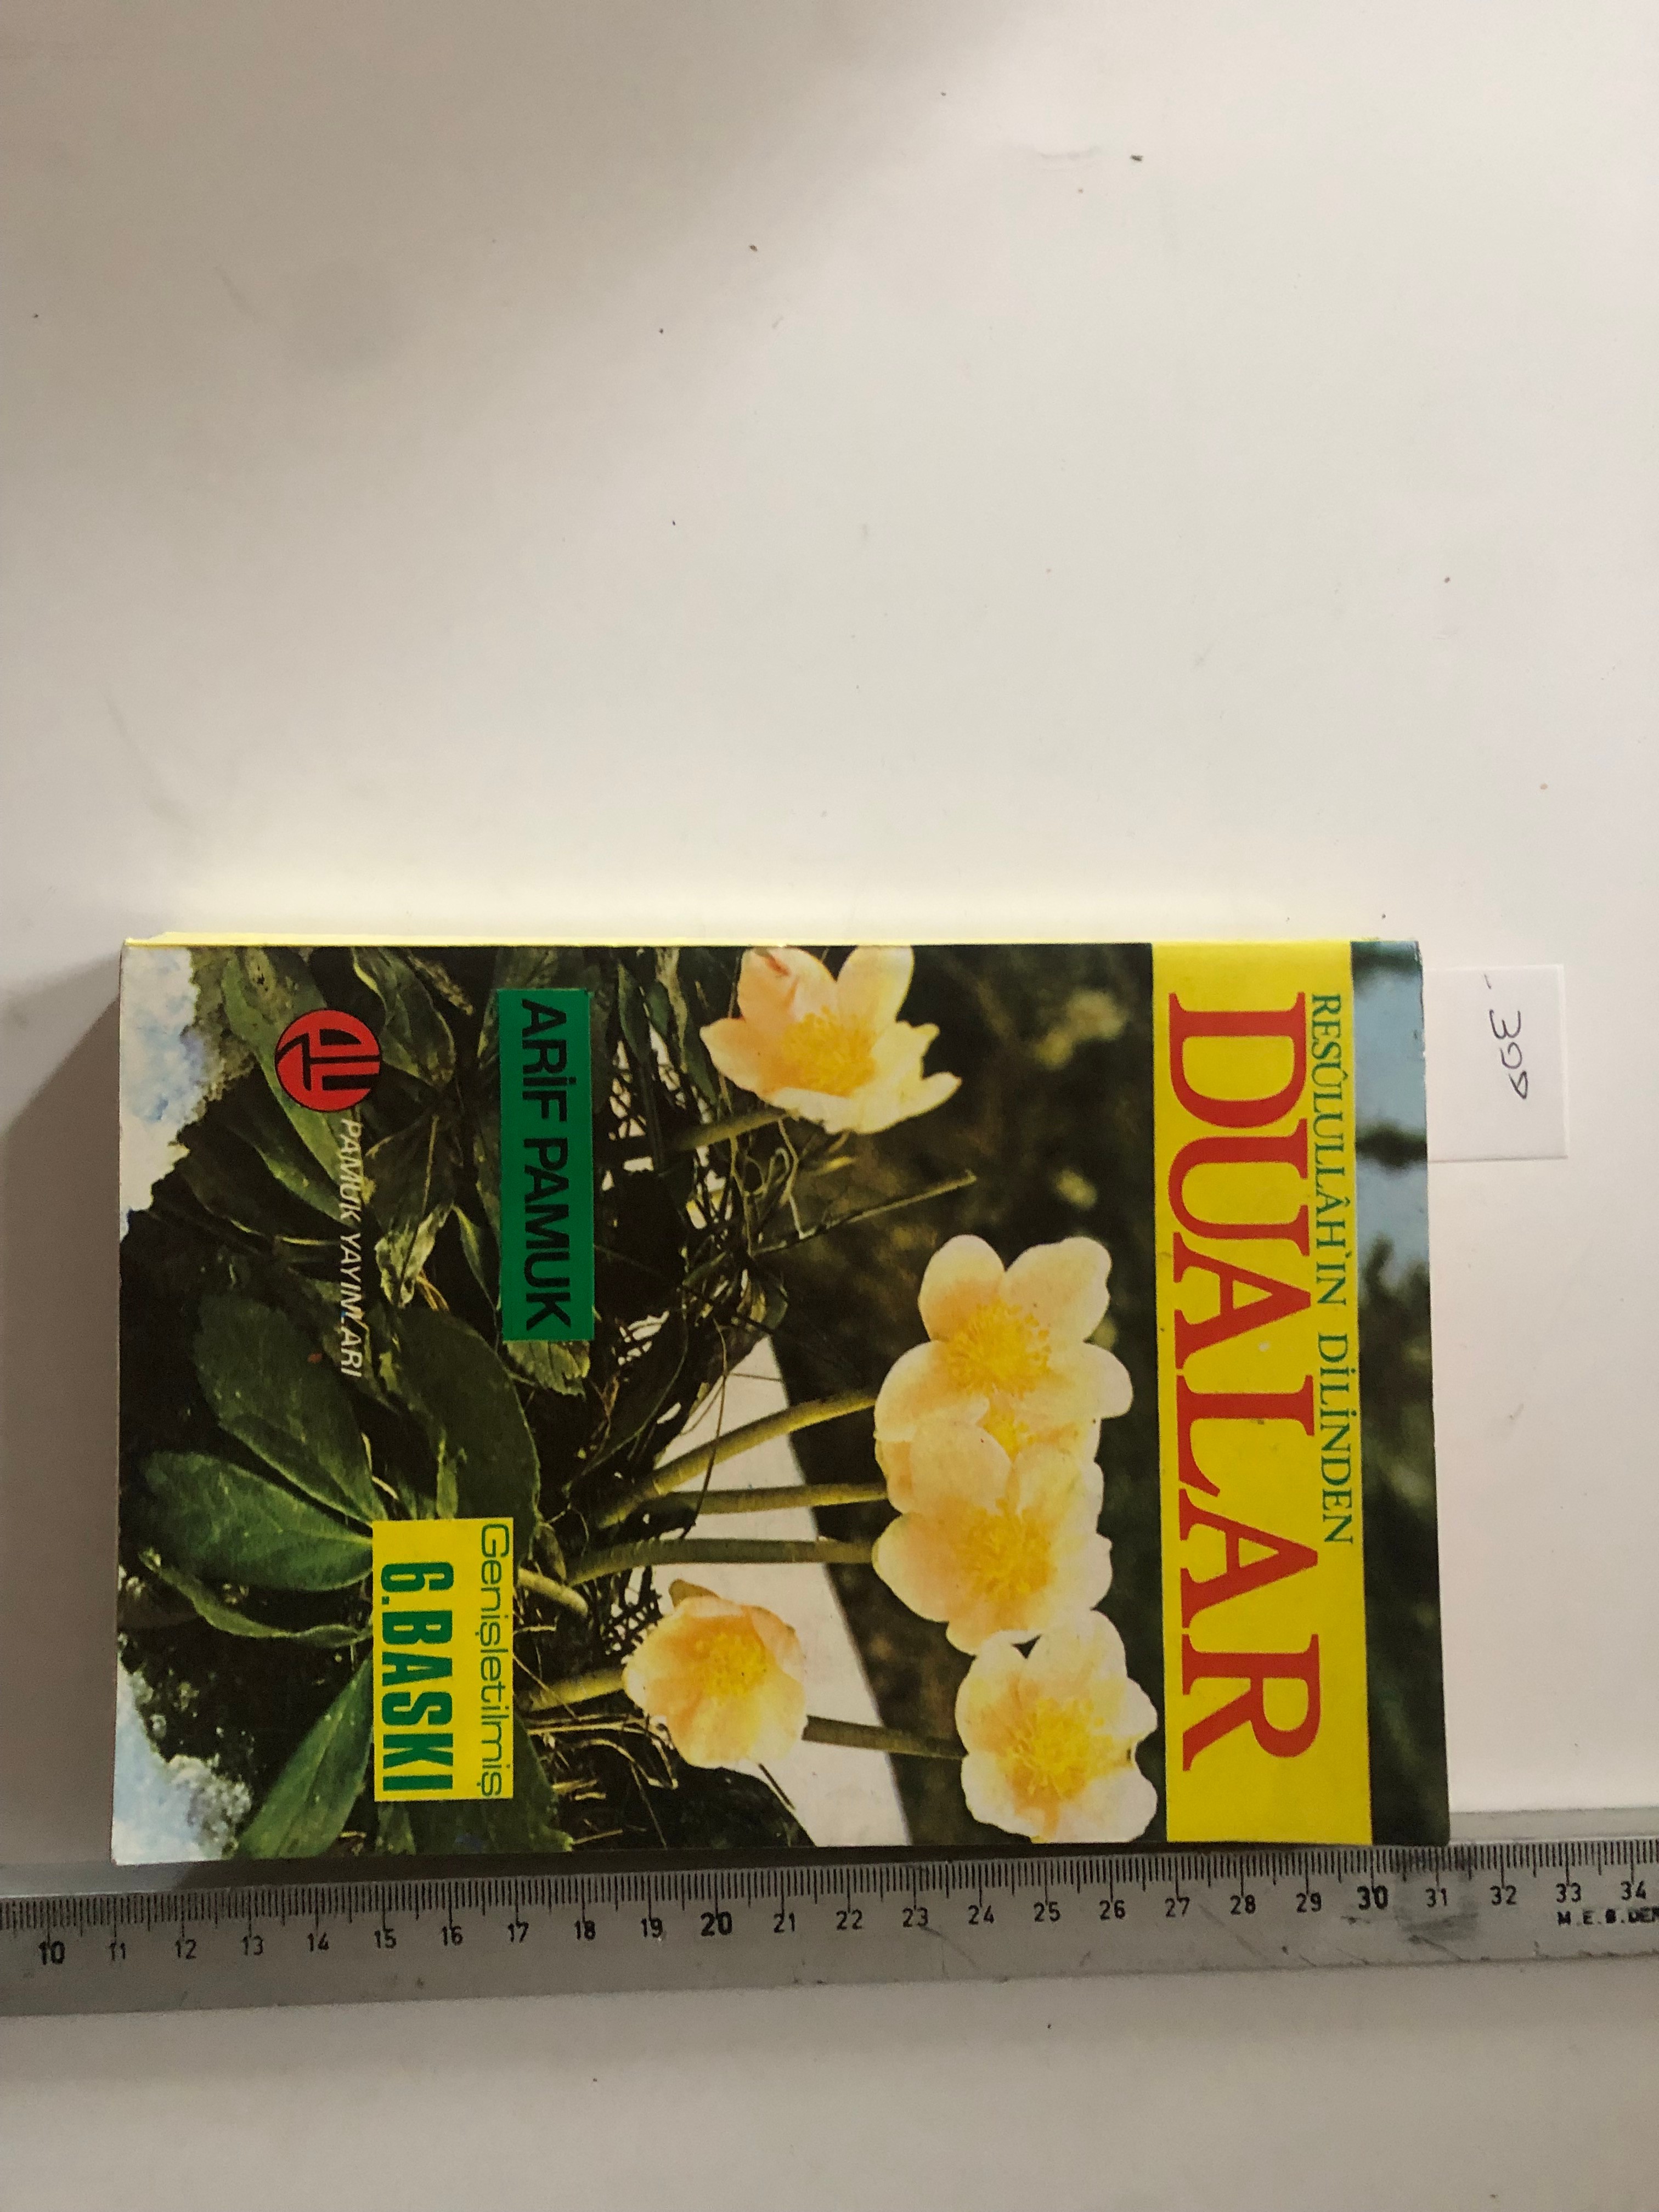 RESÛLULLÂH'IN DİLİNDEN
DUALAR
ARİF PAMUK
Genişletilmiş
6.BASKI
PAMUK YAYINLARI
10 11 12 13 14 15 16 17 18 19 20 21 22 23 24 25 26 27 28 29 30 31 32 33 34